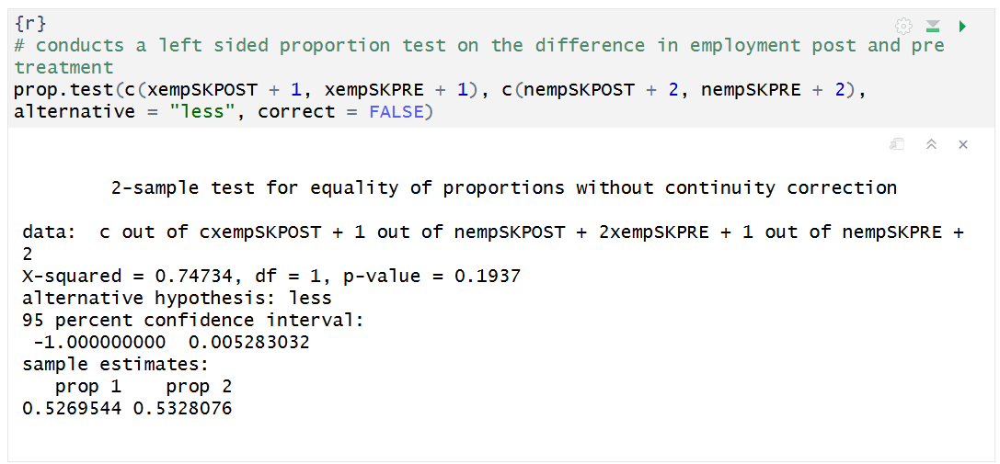 {r}
# conducts a left sided proportion test on the difference in employment post and pre
treatment
prop.test(c(xempSKPOST + 1, xempSKPRE + 1), c(nempSKPOST + 2, nempSKPRE + 2),
alternative = "less", correct = FALSE)
2-sample test for equality of proportions without continuity correction
data:  c out of cxempSKPOST + 1 out of nempSKPOST + 2xempSKPRE + 1 out of nempSKPRE +
2
X-squared = 0.74734, df = 1, p-value = 0.1937
alternative hypothesis: less
95 percent confidence interval:
-1.000000000  0.005283032
sample estimates:
prop 1    prop 2
0.5269544 0.5328076